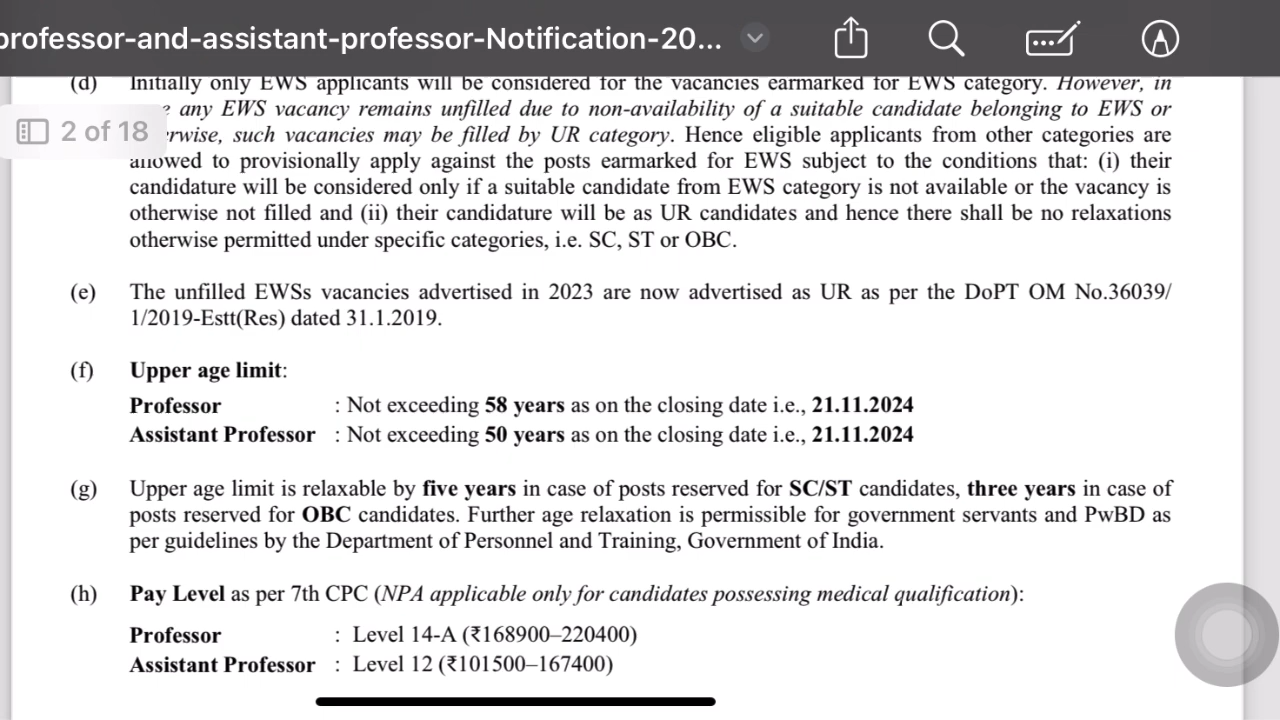 professor-and-assistant-professor-Notification-20...
(d) Initially only EWS applicants will be considered for the vacancies earmarked for EWS category. However, in
any EWS vacancy remains unfilled due to non-availability of a suitable candidate belonging to EWS or
2 of 18
such vacancies may be filled by UR category. Hence eligible applicants from other categories are
allowed to provisionally apply against the posts earmarked for EWS subject to the conditions that: (i) their
candidature will be considered only if a suitable candidate from EWS category is not available or the vacancy is
otherwise not filled and (ii) their candidature will be as UR candidates and hence there shall be no relaxations
otherwise permitted under specific categories, i.e. SC, ST or OBC.
(e) The unfilled EWSs vacancies advertised in 2023 are now advertised as UR as per the DoPT OM No.36039/
1/2019-Estt(Res) dated 31.1.2019.
(f) Upper age limit:
Professor : Not exceeding 58 years as on the closing date i.e., 21.11.2024
Assistant Professor : Not exceeding 50 years as on the closing date i.e., 21.11.2024
(g) Upper age limit is relaxable by five years in case of posts reserved for SC/ST candidates, three years in case of
posts reserved for OBC candidates. Further age relaxation is permissible for government servants and PwBD as
per guidelines by the Department of Personnel and Training, Government of India.
(h) Pay Level as per 7th CPC (NPA applicable only for candidates possessing medical qualification):
Professor : Level 14-A (₹168900–220400)
Assistant Professor : Level 12 (₹101500–167400)